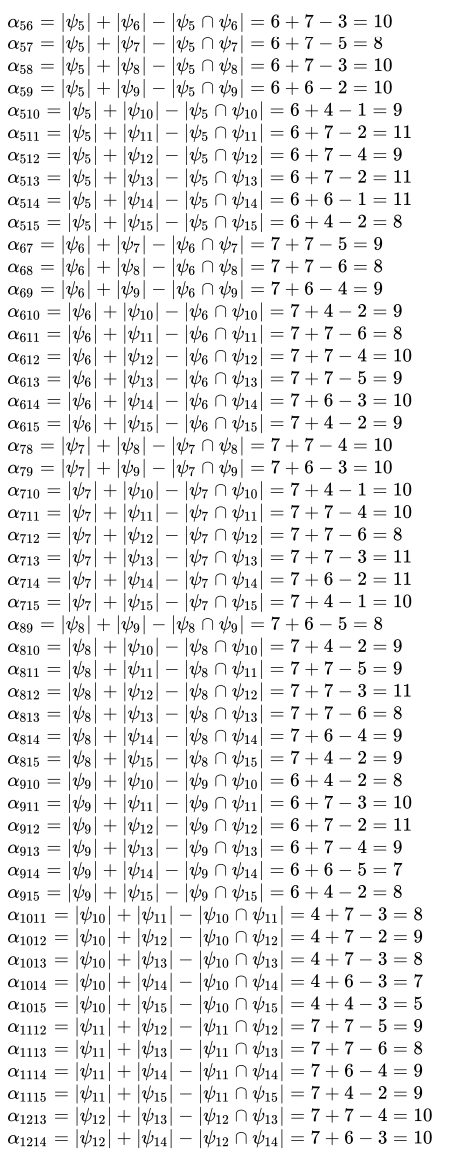 α₅₆ = |ψ₅| + |ψ₆| − |ψ₅ ∩ ψ₆| = 6 + 7 − 3 = 10
α₅₇ = |ψ₅| + |ψ₇| − |ψ₅ ∩ ψ₇| = 6 + 7 − 5 = 8
α₅₈ = |ψ₅| + |ψ₈| − |ψ₅ ∩ ψ₈| = 6 + 7 − 3 = 10
α₅₉ = |ψ₅| + |ψ₉| − |ψ₅ ∩ ψ₉| = 6 + 6 − 2 = 10
α₅₁₀ = |ψ₅| + |ψ₁₀| − |ψ₅ ∩ ψ₁₀| = 6 + 4 − 1 = 9
α₅₁₁ = |ψ₅| + |ψ₁₁| − |ψ₅ ∩ ψ₁₁| = 6 + 7 − 2 = 11
α₅₁₂ = |ψ₅| + |ψ₁₂| − |ψ₅ ∩ ψ₁₂| = 6 + 7 − 4 = 9
α₅₁₃ = |ψ₅| + |ψ₁₃| − |ψ₅ ∩ ψ₁₃| = 6 + 7 − 2 = 11
α₅₁₄ = |ψ₅| + |ψ₁₄| − |ψ₅ ∩ ψ₁₄| = 6 + 6 − 1 = 11
α₅₁₅ = |ψ₅| + |ψ₁₅| − |ψ₅ ∩ ψ₁₅| = 6 + 4 − 2 = 8
α₆₇ = |ψ₆| + |ψ₇| − |ψ₆ ∩ ψ₇| = 7 + 7 − 5 = 9
α₆₈ = |ψ₆| + |ψ₈| − |ψ₆ ∩ ψ₈| = 7 + 7 − 6 = 8
α₆₉ = |ψ₆| + |ψ₉| − |ψ₆ ∩ ψ₉| = 7 + 6 − 4 = 9
α₆₁₀ = |ψ₆| + |ψ₁₀| − |ψ₆ ∩ ψ₁₀| = 7 + 4 − 2 = 9
α₆₁₁ = |ψ₆| + |ψ₁₁| − |ψ₆ ∩ ψ₁₁| = 7 + 7 − 6 = 8
α₆₁₂ = |ψ₆| + |ψ₁₂| − |ψ₆ ∩ ψ₁₂| = 7 + 7 − 4 = 10
α₆₁₃ = |ψ₆| + |ψ₁₃| − |ψ₆ ∩ ψ₁₃| = 7 + 7 − 5 = 9
α₆₁₄ = |ψ₆| + |ψ₁₄| − |ψ₆ ∩ ψ₁₄| = 7 + 6 − 3 = 10
α₆₁₅ = |ψ₆| + |ψ₁₅| − |ψ₆ ∩ ψ₁₅| = 7 + 4 − 2 = 9
α₇₈ = |ψ₇| + |ψ₈| − |ψ₇ ∩ ψ₈| = 7 + 7 − 4 = 10
α₇₉ = |ψ₇| + |ψ₉| − |ψ₇ ∩ ψ₉| = 7 + 6 − 3 = 10
α₇₁₀ = |ψ₇| + |ψ₁₀| − |ψ₇ ∩ ψ₁₀| = 7 + 4 − 1 = 10
α₇₁₁ = |ψ₇| + |ψ₁₁| − |ψ₇ ∩ ψ₁₁| = 7 + 7 − 4 = 10
α₇₁₂ = |ψ₇| + |ψ₁₂| − |ψ₇ ∩ ψ₁₂| = 7 + 7 − 6 = 8
α₇₁₃ = |ψ₇| + |ψ₁₃| − |ψ₇ ∩ ψ₁₃| = 7 + 7 − 3 = 11
α₇₁₄ = |ψ₇| + |ψ₁₄| − |ψ₇ ∩ ψ₁₄| = 7 + 6 − 2 = 11
α₇₁₅ = |ψ₇| + |ψ₁₅| − |ψ₇ ∩ ψ₁₅| = 7 + 4 − 1 = 10
α₈₉ = |ψ₈| + |ψ₉| − |ψ₈ ∩ ψ₉| = 7 + 6 − 5 = 8
α₈₁₀ = |ψ₈| + |ψ₁₀| − |ψ₈ ∩ ψ₁₀| = 7 + 4 − 2 = 9
α₈₁₁ = |ψ₈| + |ψ₁₁| − |ψ₈ ∩ ψ₁₁| = 7 + 7 − 5 = 9
α₈₁₂ = |ψ₈| + |ψ₁₂| − |ψ₈ ∩ ψ₁₂| = 7 + 7 − 3 = 11
α₈₁₃ = |ψ₈| + |ψ₁₃| − |ψ₈ ∩ ψ₁₃| = 7 + 7 − 6 = 8
α₈₁₄ = |ψ₈| + |ψ₁₄| − |ψ₈ ∩ ψ₁₄| = 7 + 6 − 4 = 9
α₈₁₅ = |ψ₈| + |ψ₁₅| − |ψ₈ ∩ ψ₁₅| = 7 + 4 − 2 = 9
α₉₁₀ = |ψ₉| + |ψ₁₀| − |ψ₉ ∩ ψ₁₀| = 6 + 4 − 2 = 8
α₉₁₁ = |ψ₉| + |ψ₁₁| − |ψ₉ ∩ ψ₁₁| = 6 + 7 − 3 = 10
α₉₁₂ = |ψ₉| + |ψ₁₂| − |ψ₉ ∩ ψ₁₂| = 6 + 7 − 2 = 11
α₉₁₃ = |ψ₉| + |ψ₁₃| − |ψ₉ ∩ ψ₁₃| = 6 + 7 − 4 = 9
α₉₁₄ = |ψ₉| + |ψ₁₄| − |ψ₉ ∩ ψ₁₄| = 6 + 6 − 5 = 7
α₉₁₅ = |ψ₉| + |ψ₁₅| − |ψ₉ ∩ ψ₁₅| = 6 + 4 − 2 = 8
α₁₀₁₁ = |ψ₁₀| + |ψ₁₁| − |ψ₁₀ ∩ ψ₁₁| = 4 + 7 − 3 = 8
α₁₀₁₂ = |ψ₁₀| + |ψ₁₂| − |ψ₁₀ ∩ ψ₁₂| = 4 + 7 − 2 = 9
α₁₀₁₃ = |ψ₁₀| + |ψ₁₃| − |ψ₁₀ ∩ ψ₁₃| = 4 + 7 − 3 = 8
α₁₀₁₄ = |ψ₁₀| + |ψ₁₄| − |ψ₁₀ ∩ ψ₁₄| = 4 + 6 − 3 = 7
α₁₀₁₅ = |ψ₁₀| + |ψ₁₅| − |ψ₁₀ ∩ ψ₁₅| = 4 + 4 − 3 = 5
α₁₁₁₂ = |ψ₁₁| + |ψ₁₂| − |ψ₁₁ ∩ ψ₁₂| = 7 + 7 − 5 = 9
α₁₁₁₃ = |ψ₁₁| + |ψ₁₃| − |ψ₁₁ ∩ ψ₁₃| = 7 + 7 − 6 = 8
α₁₁₁₄ = |ψ₁₁| + |ψ₁₄| − |ψ₁₁ ∩ ψ₁₄| = 7 + 6 − 4 = 9
α₁₁₁₅ = |ψ₁₁| + |ψ₁₅| − |ψ₁₁ ∩ ψ₁₅| = 7 + 4 − 2 = 9
α₁₂₁₃ = |ψ₁₂| + |ψ₁₃| − |ψ₁₂ ∩ ψ₁₃| = 7 + 7 − 4 = 10
α₁₂₁₄ = |ψ₁₂| + |ψ₁₄| − |ψ₁₂ ∩ ψ₁₄| = 7 + 6 − 3 = 10